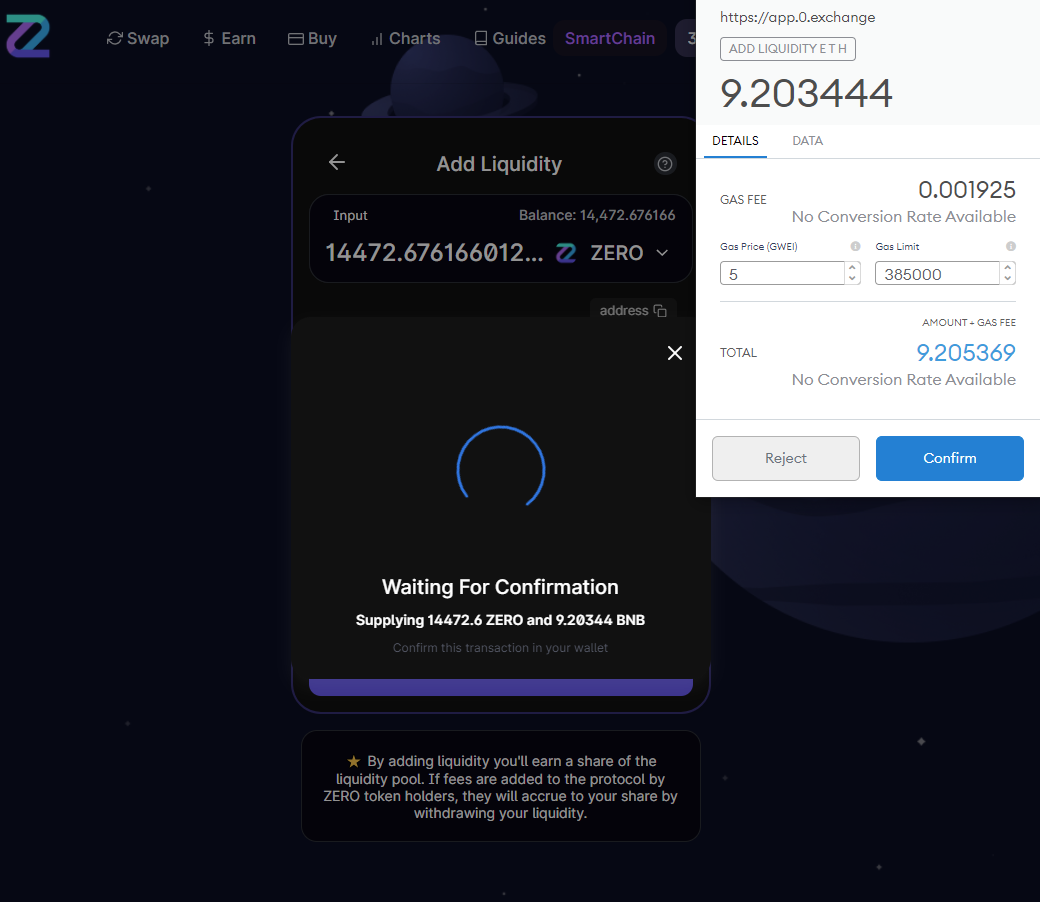 Swap
Earn
Buy
Charts
Guides
SmartChain
3
Add Liquidity
Input
Balance: 14,472.676166
14472.676166012...
ZERO
address
Waiting For Confirmation
Supplying 14472.6 ZERO and 9.20344 BNB
Confirm this transaction in your wallet
★ By adding liquidity you'll earn a share of the
liquidity pool. If fees are added to the protocol by
ZERO token holders, they will accrue to your share by
withdrawing your liquidity.
https://app.0.exchange
ADD LIQUIDITY E T H
9.203444
DETAILS
DATA
GAS FEE
0.001925
No Conversion Rate Available
Gas Price (GWEI)
Gas Limit
5
385000
AMOUNT + GAS FEE
TOTAL
9.205369
No Conversion Rate Available
Reject
Confirm